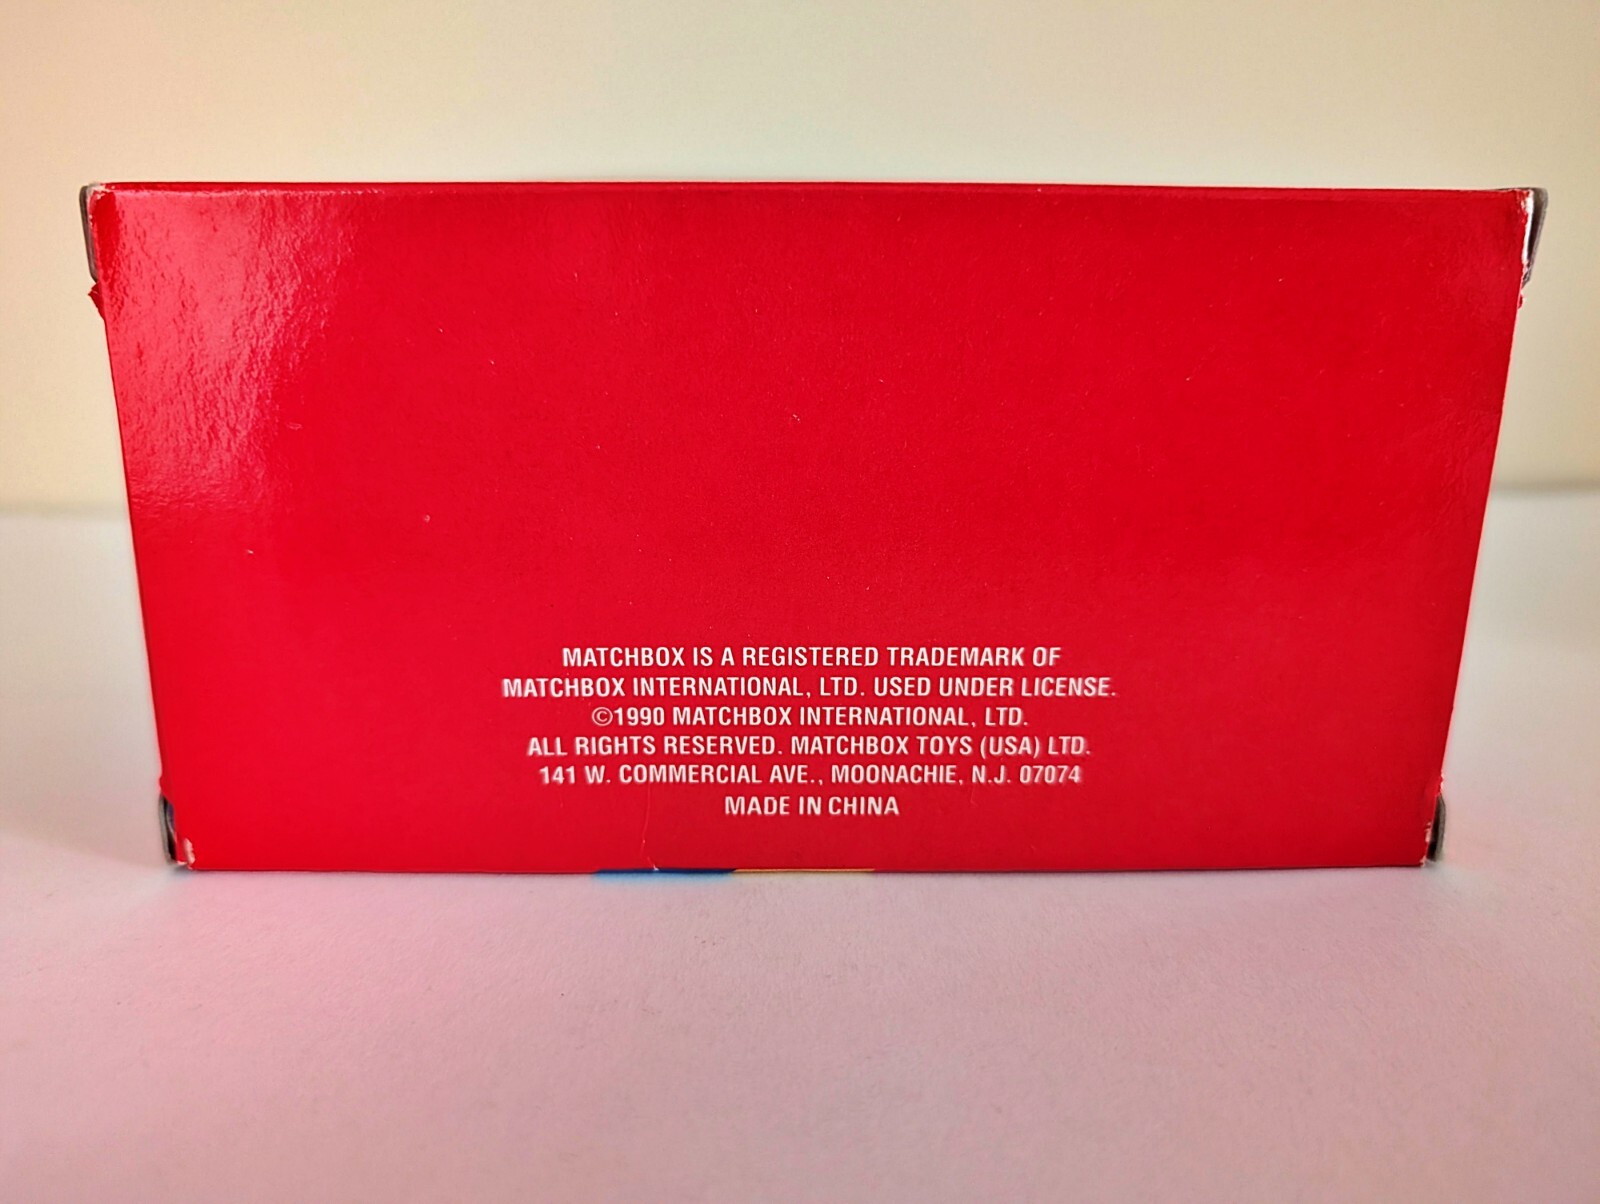 MATCHBOX IS A REGISTERED TRADEMARK OF
MATCHBOX INTERNATIONAL, LTD. USED UNDER LICENSE.
©1990 MATCHBOX INTERNATIONAL, LTD.
ALL RIGHTS RESERVED. MATCHBOX TOYS (USA) LTD.
141 W. COMMERCIAL AVE., MOONACHIE, N.J. 07074
MADE IN CHINA